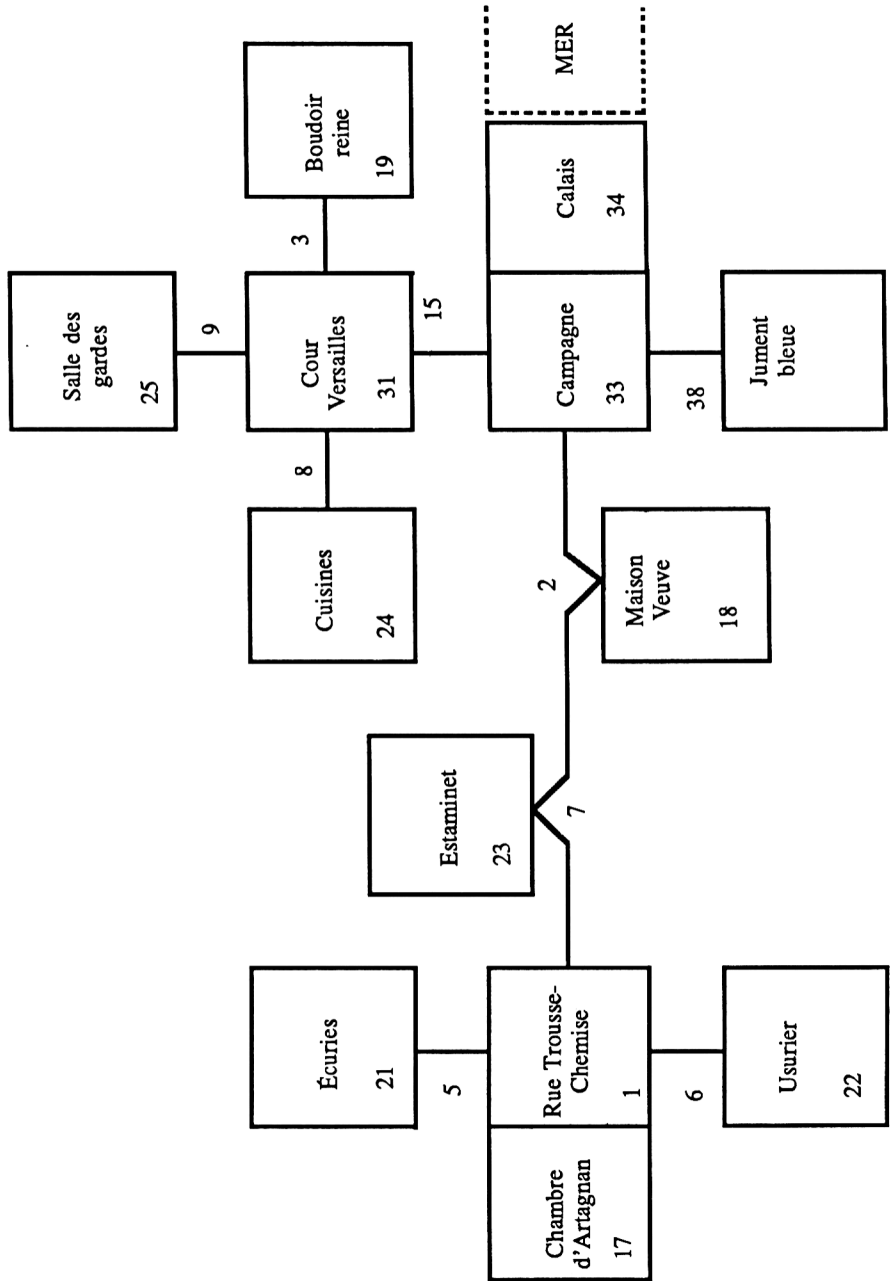 Salle des
gardes
25
9
Boudoir
reine
19
3
Cour
Versailles
31
8
Cuisines
24
15
MER
Calais
34
Campagne
33
38
Jument
bleue
2
Maison
Veuve
18
Estaminet
23
7
Écuries
21
5
Rue Trousse-
Chemise
1
Chambre
d'Artagnan
17
6
Usurier
22